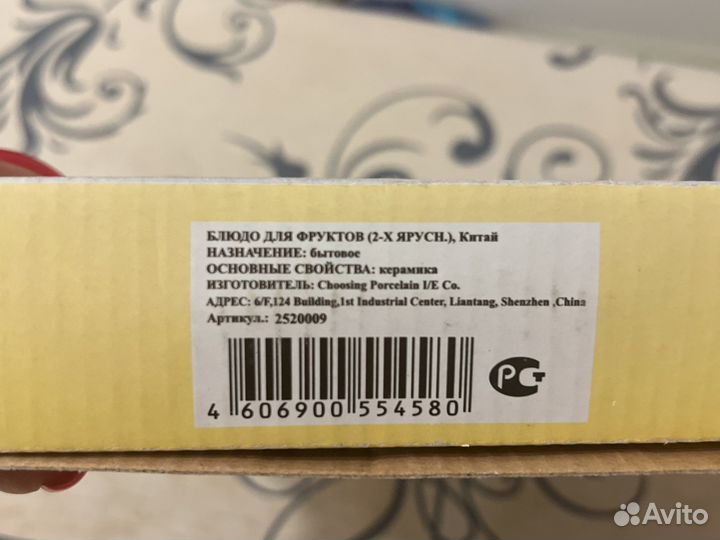 БЛЮДО ДЛЯ ФРУКТОВ (2-Х ЯРУСН.), Китай
НАЗНАЧЕНИЕ: бытовое
ОСНОВНЫЕ СВОЙСТВА: керамика
ИЗГОТОВИТЕЛЬ: Choosing Porcelain I/E Co.
АДРЕС: 6/F,124 Building,1st Industrial Center, Liantang, Shenzhen ,China
Артикул.: 2520009
4 606900 554580
РСТ
Avito